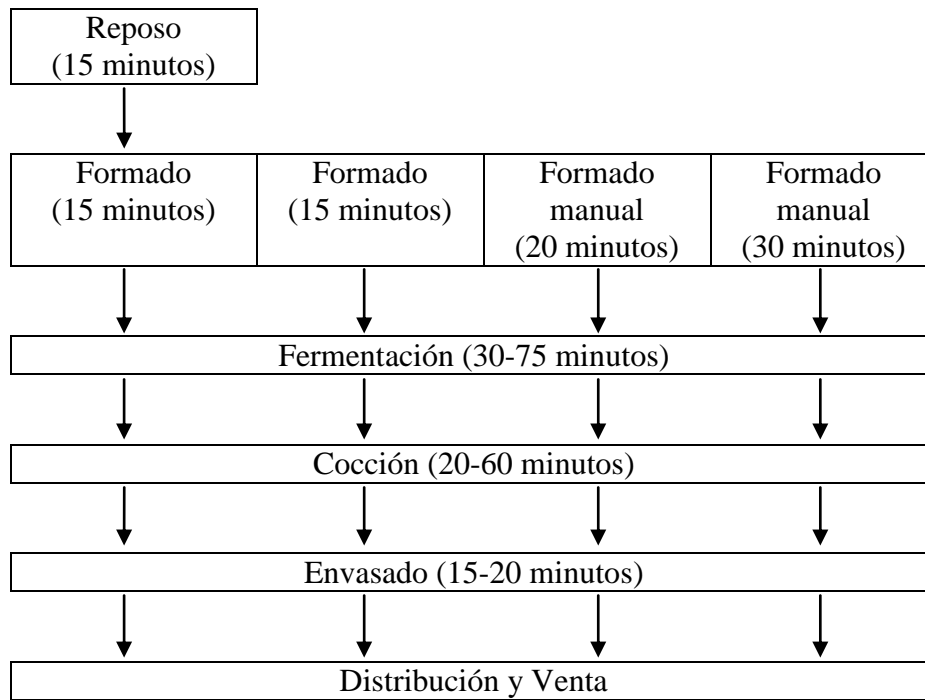 Reposo
(15 minutos)
Formado
(15 minutos)
Formado
(15 minutos)
Formado
manual
(20 minutos)
Formado
manual
(30 minutos)
Fermentación (30-75 minutos)
Cocción (20-60 minutos)
Envasado (15-20 minutos)
Distribución y Venta